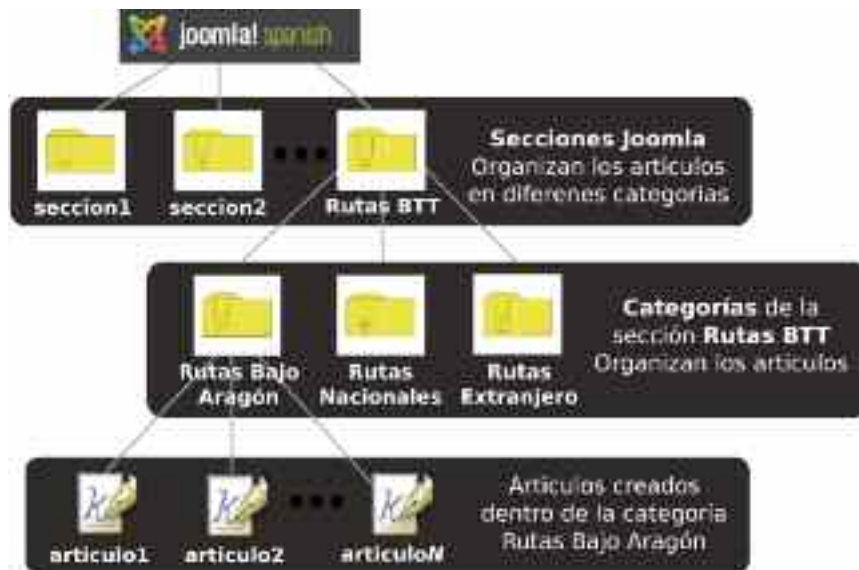 joomla! spanish
seccion1
seccion2
Rutas BTT
Secciones Joomla
Organizan los artículos
en diferenes categorias
Rutas Bajo
Aragón
Rutas
Nacionales
Rutas
Extranjero
Categorías de la
sección Rutas BTT
Organizan los articulos
articulo1
articulo2
articuloN
Articulos creados
dentro de la categoria
Rutas Bajo Aragón